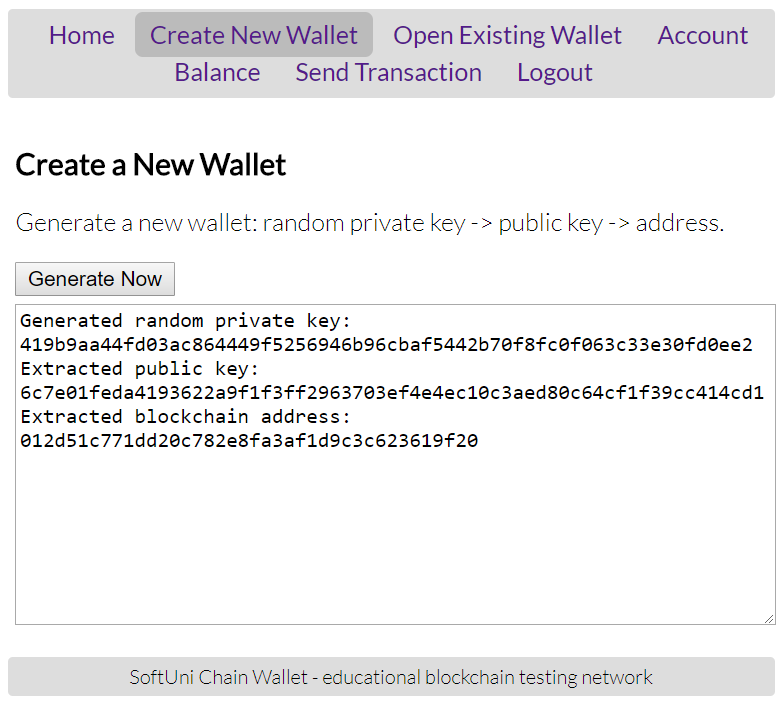 Home Create New Wallet Open Existing Wallet Account
Balance Send Transaction Logout
Create a New Wallet
Generate a new wallet: random private key -> public key -> address.
Generate Now
Generated random private key:
419b9aa44fd03ac864449f5256946b96cbaf5442b70f8fc0f063c33e30fd0ee2
Extracted public key:
6c7e01feda4193622a9f1f3ff2963703ef4e4ec10c3aed80c64cf1f39cc414cd1
Extracted blockchain address:
012d51c771dd20c782e8fa3af1d9c3c623619f20
SoftUni Chain Wallet - educational blockchain testing network